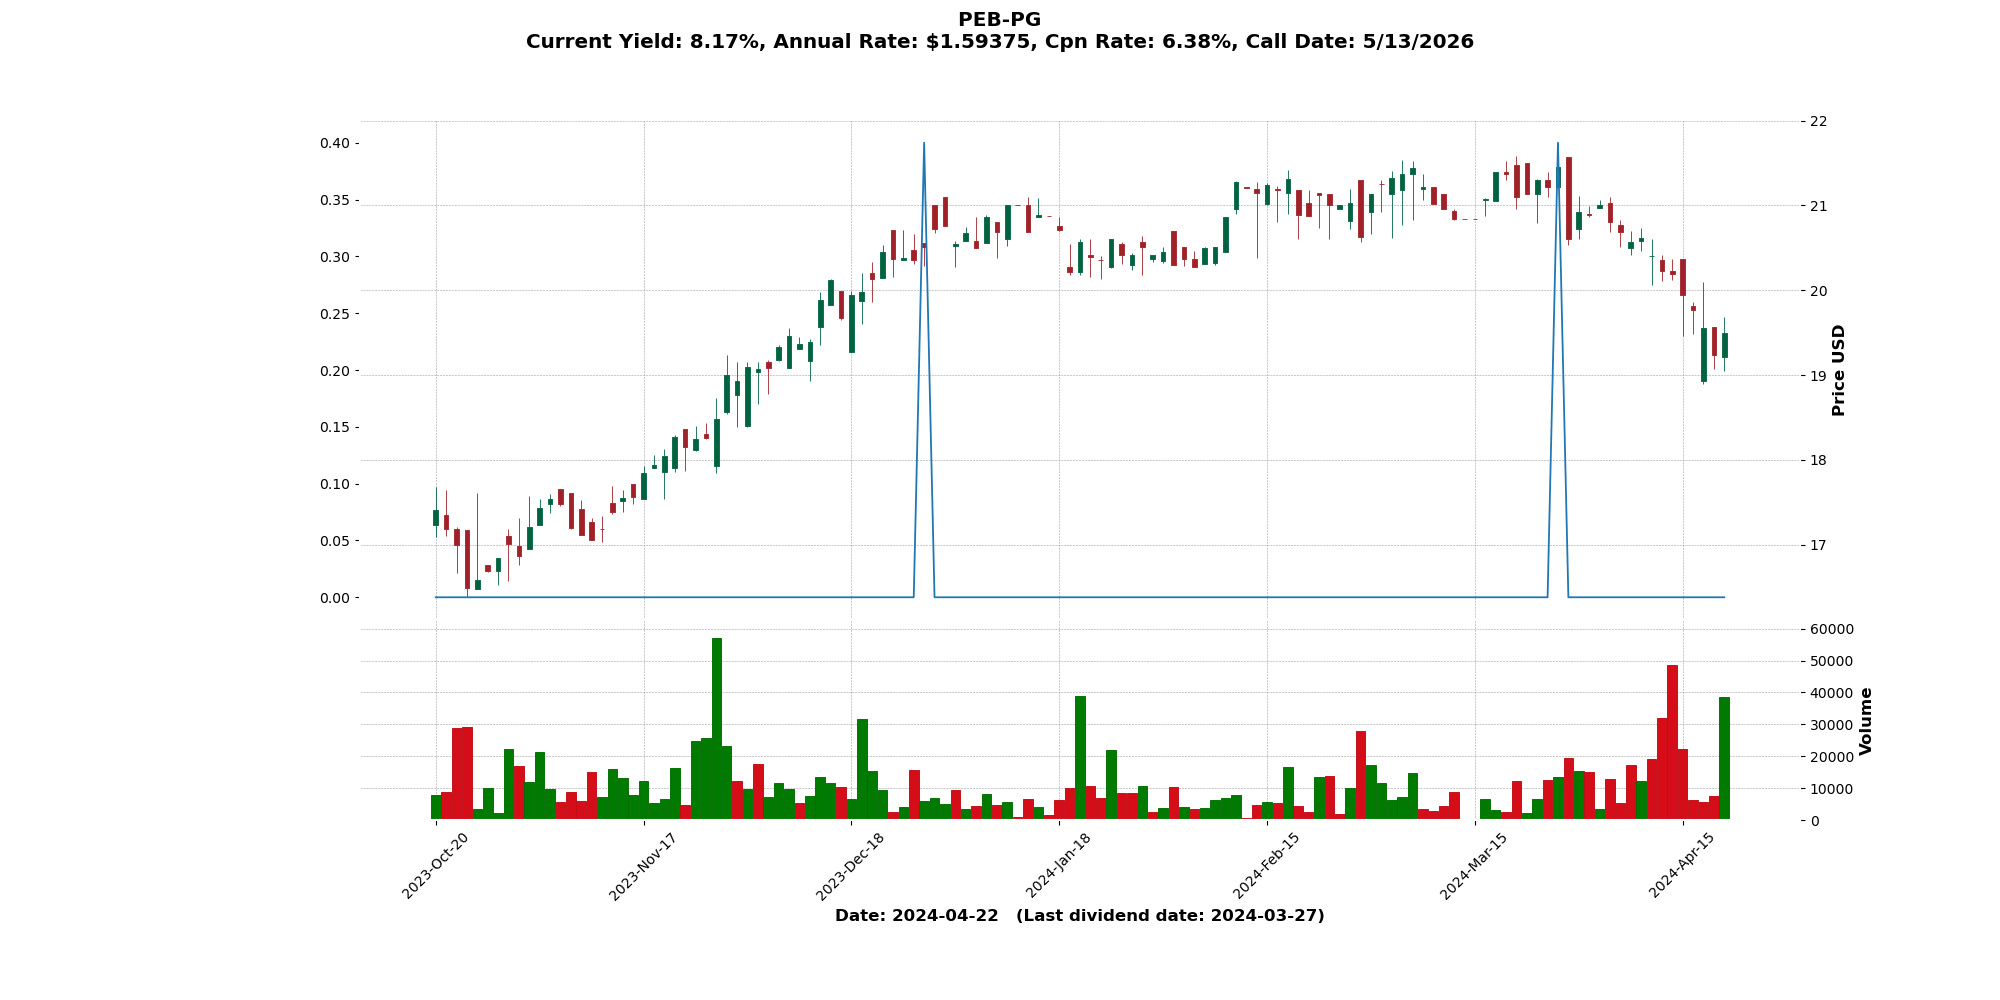 PEB-PG
Current Yield: 8.17%, Annual Rate: $1.59375, Cpn Rate: 6.38%, Call Date: 5/13/2026
0.40
0.35
0.30
0.25
0.20
0.15
0.10
0.05
0.00
22
21
20
19
18
17
Price USD
60000
50000
40000
30000
20000
10000
0
Volume
2023-Oct-20
2023-Nov-17
2023-Dec-18
2024-Jan-18
2024-Feb-15
2024-Mar-15
2024-Apr-15
Date: 2024-04-22 (Last dividend date: 2024-03-27)